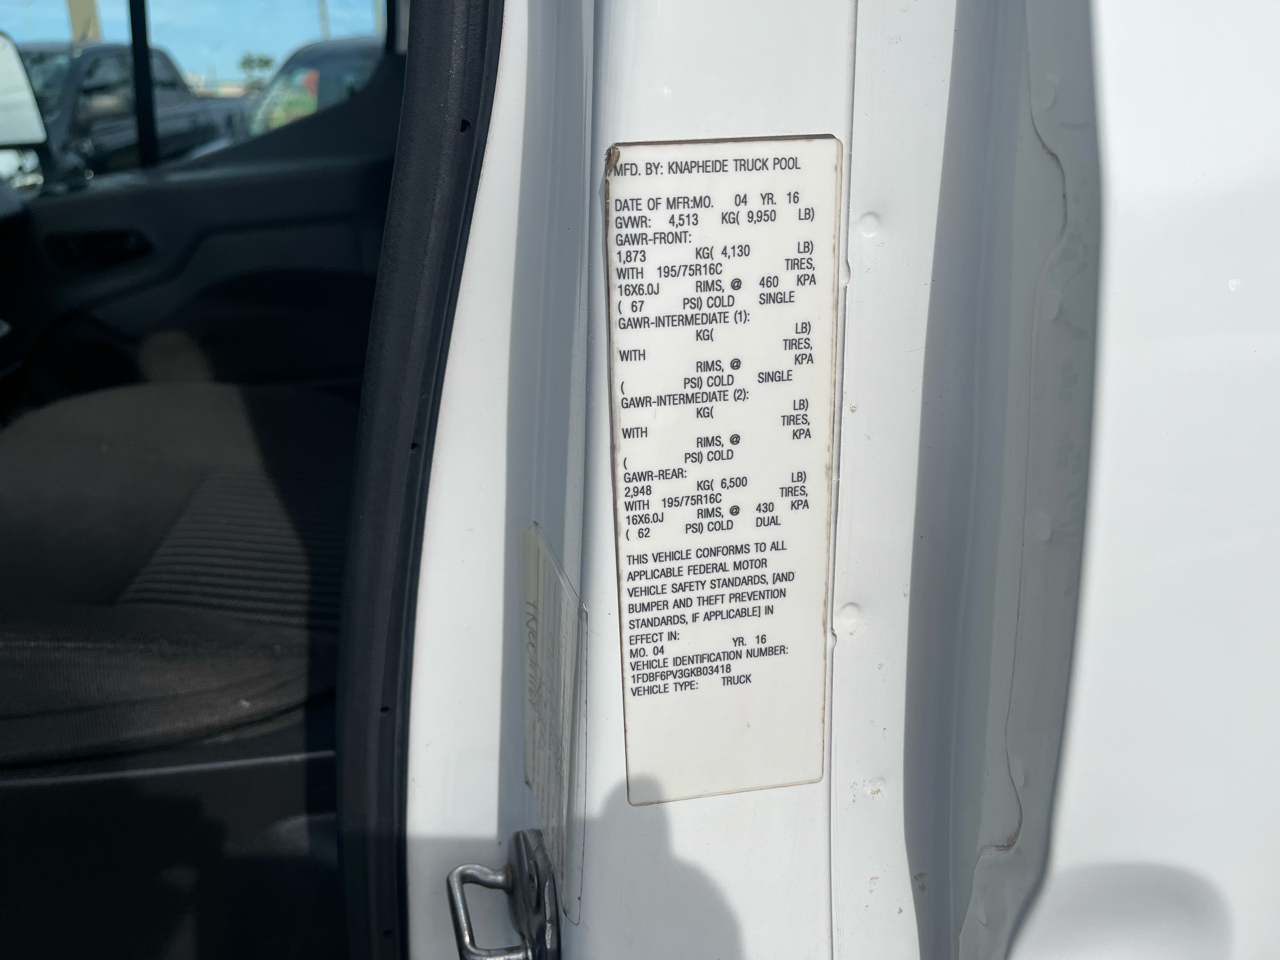 MFD. BY: KNAPHEIDE TRUCK POOL
DATE OF MFR:MO. 04 YR. 16
GVWR: 4,513 KG( 9,950 LB)
GAWR-FRONT:
1,873 KG( 4,130 LB)
WITH 195/75R16C TIRES,
16X6.0J RIMS, @ 460 KPA
( 67 PSI) COLD SINGLE
GAWR-INTERMEDIATE (1):
KG( LB)
WITH TIRES,
RIMS, @ KPA
( PSI) COLD SINGLE
GAWR-INTERMEDIATE (2):
KG( LB)
WITH TIRES,
RIMS, @ KPA
( PSI) COLD
GAWR-REAR:
2,948 KG( 6,500 LB)
WITH 195/75R16C TIRES,
16X6.0J RIMS, @ 430 KPA
( 62 PSI) COLD DUAL
THIS VEHICLE CONFORMS TO ALL
APPLICABLE FEDERAL MOTOR
VEHICLE SAFETY STANDARDS, [AND
BUMPER AND THEFT PREVENTION
STANDARDS, IF APPLICABLE] IN
EFFECT IN:
MO. 04 YR. 16
VEHICLE IDENTIFICATION NUMBER:
1FDBF6PV3GKB03418
VEHICLE TYPE: TRUCK